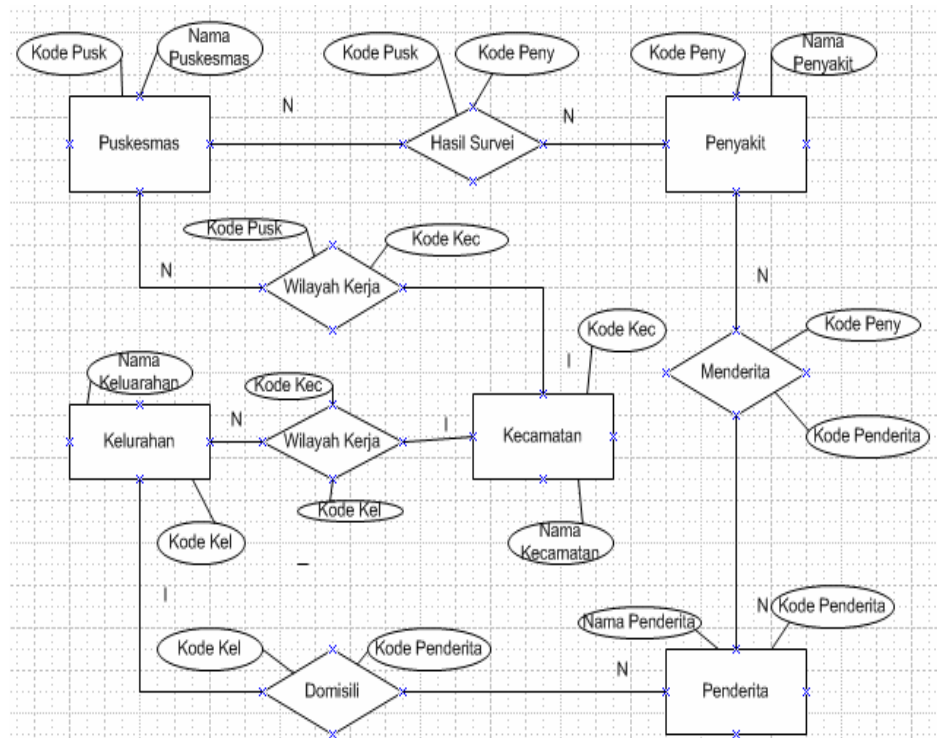 Kode Pusk
Nama
Puskesmas
Kode Pusk
Kode Peny
Kode Peny
Nama
Penyakit
N
N
Puskesmas
Hasil Survei
Penyakit
Kode Pusk
Kode Kec
N
Wilayah Kerja
N
Kode Peny
Kode Kec
Nama
Keluarahan
I
Menderita
Kode Kec
N
I
Kelurahan
Wilayah Kerja
Kecamatan
Kode Penderita
Kode Kel
Kode Kel
Nama
Kecamatan
I
N
Kode Penderita
Nama Penderita
Kode Kel
Kode Penderita
N
Domisili
Penderita